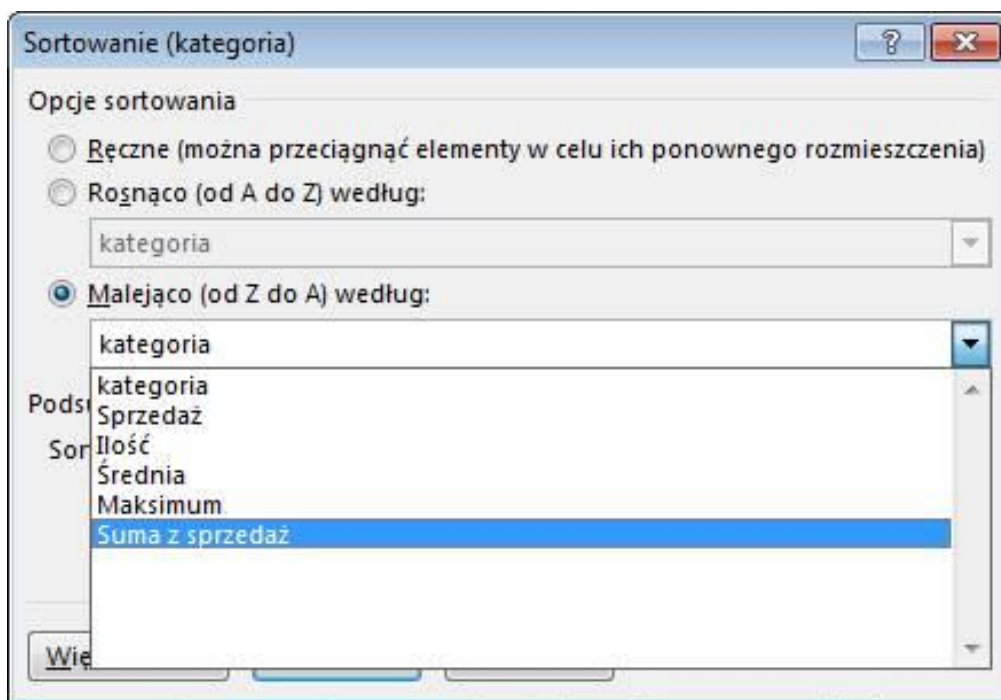 Sortowanie (kategoria)
Opcje sortowania
Ręczne (można przeciągnąć elementy w celu ich ponownego rozmieszczenia)
Rosnąco (od A do Z) według:
kategoria
Malejąco (od Z do A) według:
kategoria
kategoria
Sprzedaż
Ilość
Średnia
Maksimum
Suma z sprzedaż